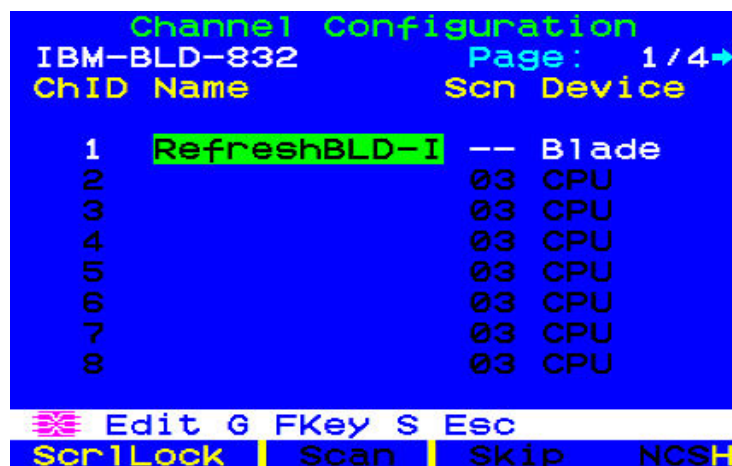 Channel Configuration
IBM-BLD-832 Page: 1/4→
ChID Name Scn Device
1 RefreshBLD-I -- Blade
2 03 CPU
3 03 CPU
4 03 CPU
5 03 CPU
6 03 CPU
7 03 CPU
8 03 CPU
Edit G FKey S Esc
ScrlLock Scan Skip NCSH